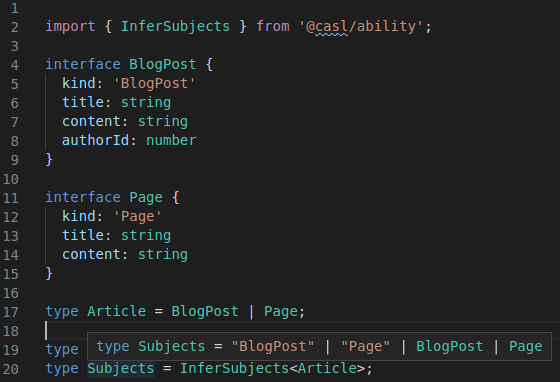 1
2 import { InferSubjects } from '@casl/ability';
3
4 interface BlogPost {
5 kind: 'BlogPost'
6 title: string
7 content: string
8 authorId: number
9 }
10
11 interface Page {
12 kind: 'Page'
13 title: string
14 content: string
15 }
16
17 type Article = BlogPost | Page;
18
type Subjects = "BlogPost" | "Page" | BlogPost | Page
19 type
20 type Subjects = InferSubjects<Article>;